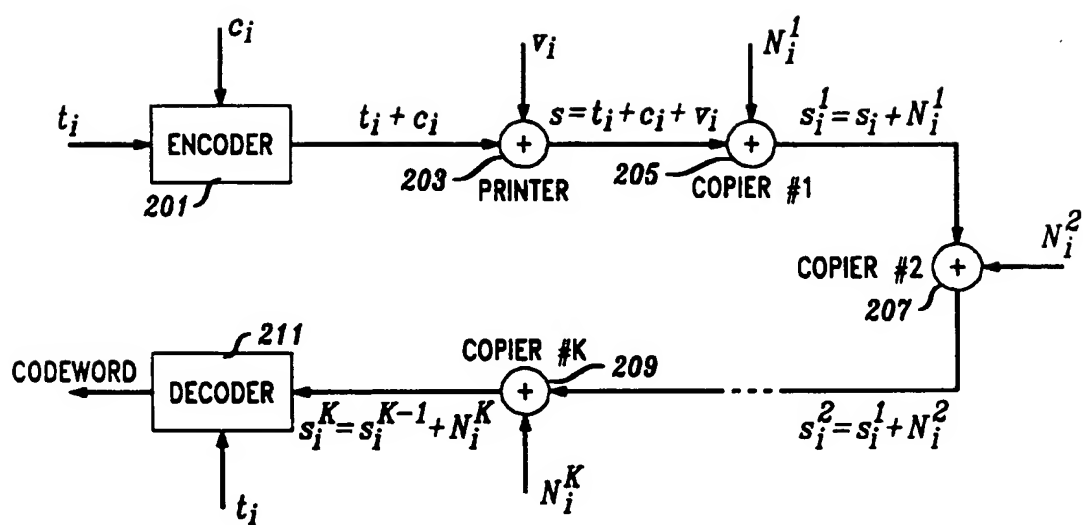 c_i
v_i
N_i^1
t_i
ENCODER
t_i + c_i
s=t_i + c_i + v_i
s_i^1=s_i + N_i^1
201
203
PRINTER
205
COPIER #1
N_i^2
COPIER #2
207
211
COPIER #K
209
CODEWORD
DECODER
s_i^K=s_i^{K-1}+N_i^K
s_i^2=s_i^1+N_i^2
t_i
N_i^K